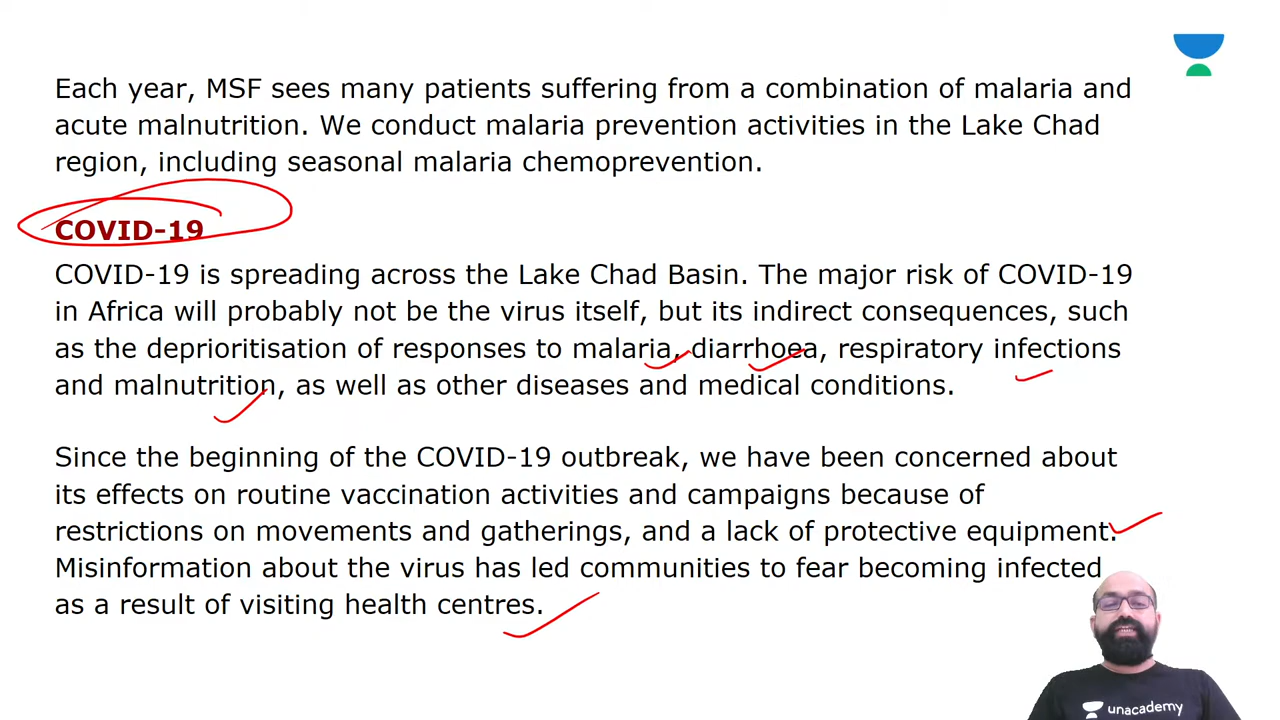 Each year, MSF sees many patients suffering from a combination of malaria and
acute malnutrition. We conduct malaria prevention activities in the Lake Chad
region, including seasonal malaria chemoprevention.
COVID-19
COVID-19 is spreading across the Lake Chad Basin. The major risk of COVID-19
in Africa will probably not be the virus itself, but its indirect consequences, such
as the deprioritisation of responses to malaria, diarrhoea, respiratory infections
and malnutrition, as well as other diseases and medical conditions.
Since the beginning of the COVID-19 outbreak, we have been concerned about
its effects on routine vaccination activities and campaigns because of
restrictions on movements and gatherings, and a lack of protective equipment.
Misinformation about the virus has led communities to fear becoming infected
as a result of visiting health centres.
unacademy